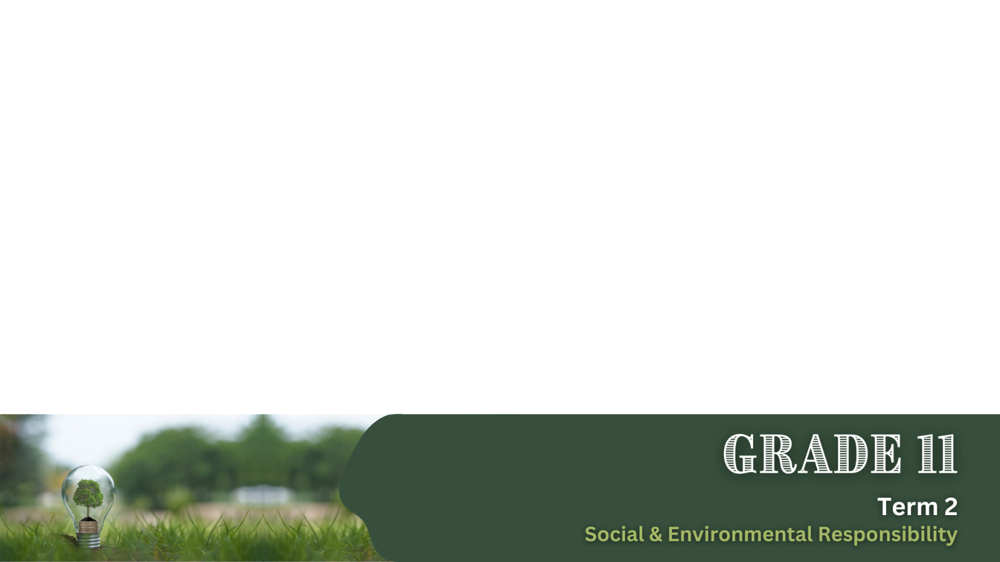 GRADE 11
Term 2
Social & Environmental Responsibility